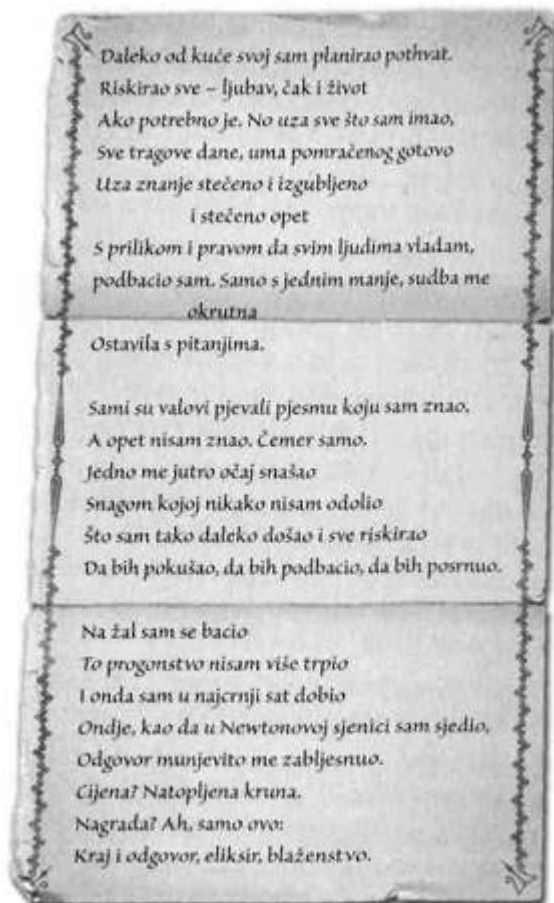 Daleko od kuće svoj sam planirao pothvat.
Riskirao sve – ljubav, čak i život
Ako potrebno je. No uza sve što sam imao,
Sve tragove dane, uma pomračenog gotovo
Uza znanje stečeno i izgubljeno
i stečeno opet
S prilikom i pravom da svim ljudima vladam,
podbacio sam. Samo s jednim manje, sudba me
okrutna
Ostavila s pitanjima.
Sami su valovi pjevali pjesmu koju sam znao,
A opet nisam znao. Čemer samo.
Jedno me jutro očaj snašao
Snagom kojoj nikako nisam odolio
Što sam tako daleko došao i sve riskirao
Da bih pokušao, da bih podbacio, da bih posrnuo.
Na žal sam se bacio
To progonstvo nisam više trpio
I onda sam u najcrnji sat dobio
Ondje, kao da u Newtonovoj sjenici sam sjedio,
Odgovor munjevito me zabljesnuo.
Cijena? Natopljena kruna.
Nagrada? Ah, samo ovo:
Kraj i odgovor, eliksir, blaženstvo.